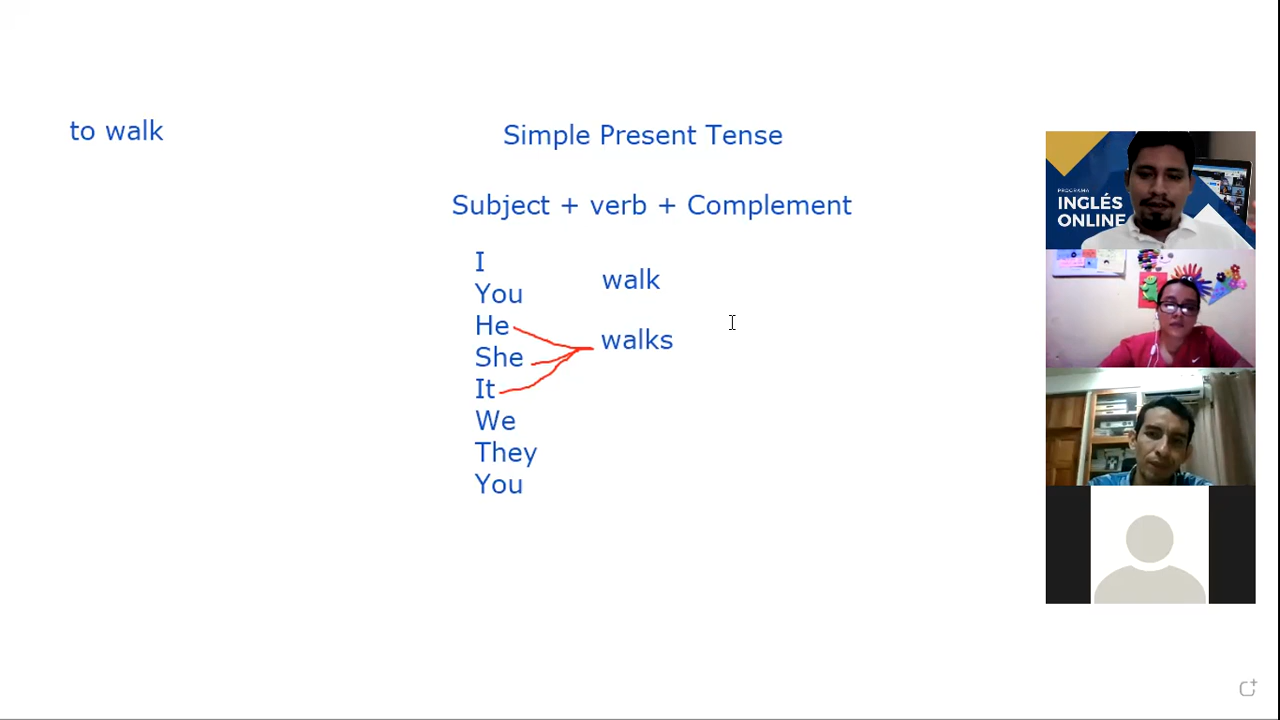 to walk
Simple Present Tense
Subject + verb + Complement
I
You
walk
He
She
walks
It
We
They
You
PROGRAMA
INGLÉS
ONLINE